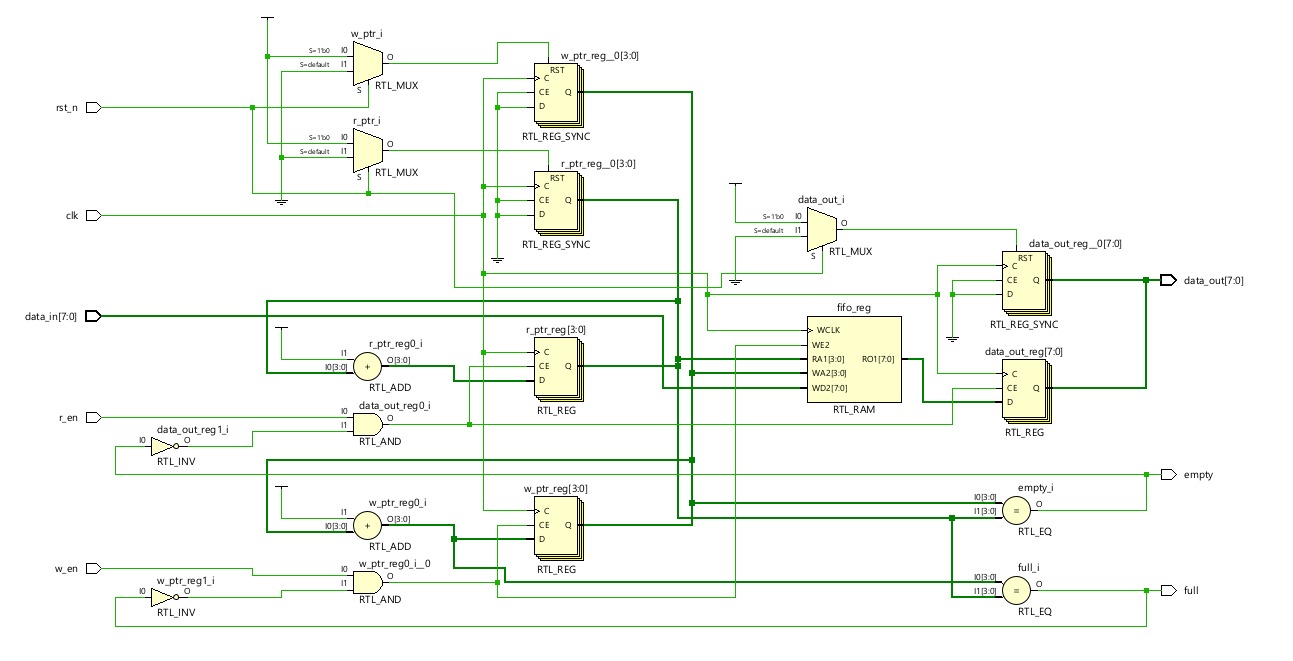 w_ptr_i
S=1'b0 I0
S=default I1
O
S
RTL_MUX
w_ptr_reg__0[3:0]
RST
C
CE
D
Q
RTL_REG_SYNC
rst_n
r_ptr_i
S=1'b0 I0
S=default I1
O
S
RTL_MUX
r_ptr_reg__0[3:0]
RST
C
CE
D
Q
RTL_REG_SYNC
clk
data_out_i
S=1'b0 I0
S=default I1
O
S
RTL_MUX
data_out_reg__0[7:0]
RST
C
CE
D
Q
RTL_REG_SYNC
data_out[7:0]
data_in[7:0]
r_ptr_reg0_i
I1
I0[3:0]
+
O[3:0]
RTL_ADD
r_ptr_reg[3:0]
C
CE
D
Q
RTL_REG
fifo_reg
WCLK
WE2
RA1[3:0]
WA2[3:0]
WD2[7:0]
RO1[7:0]
RTL_RAM
data_out_reg[7:0]
C
CE
D
Q
RTL_REG
r_en
data_out_reg0_i
I0
I1
O
RTL_AND
data_out_reg1_i
I0
O
RTL_INV
empty
w_ptr_reg0_i
I1
I0[3:0]
+
O[3:0]
RTL_ADD
w_ptr_reg[3:0]
C
CE
D
Q
RTL_REG
empty_i
I0[3:0]
I1[3:0]
=
O
RTL_EQ
w_en
w_ptr_reg0_i__0
I0
I1
O
RTL_AND
w_ptr_reg1_i
I0
O
RTL_INV
full_i
I0[3:0]
I1[3:0]
=
O
RTL_EQ
full